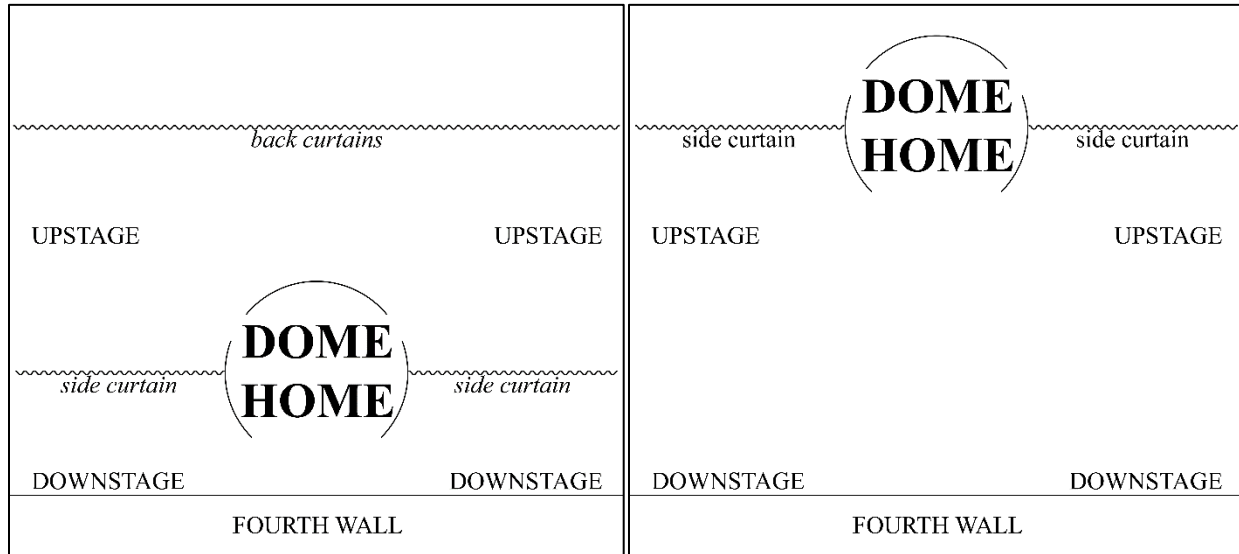 back curtains
UPSTAGE UPSTAGE
DOME
HOME
side curtain side curtain
DOWNSTAGE DOWNSTAGE
FOURTH WALL
DOME
HOME
side curtain side curtain
UPSTAGE UPSTAGE
DOWNSTAGE DOWNSTAGE
FOURTH WALL